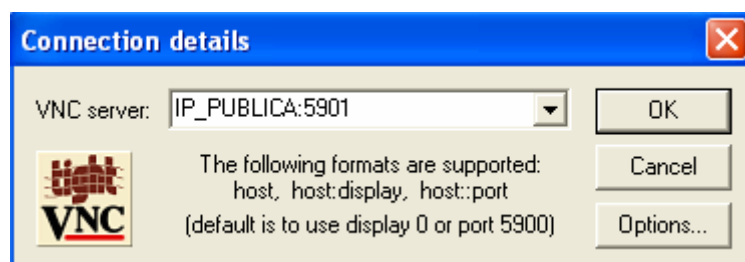 Connection details
VNC server:
IP_PUBLICA:5901
OK
The following formats are supported:
host, host:display, host::port
(default is to use display 0 or port 5900)
Cancel
Options...
tight
VNC